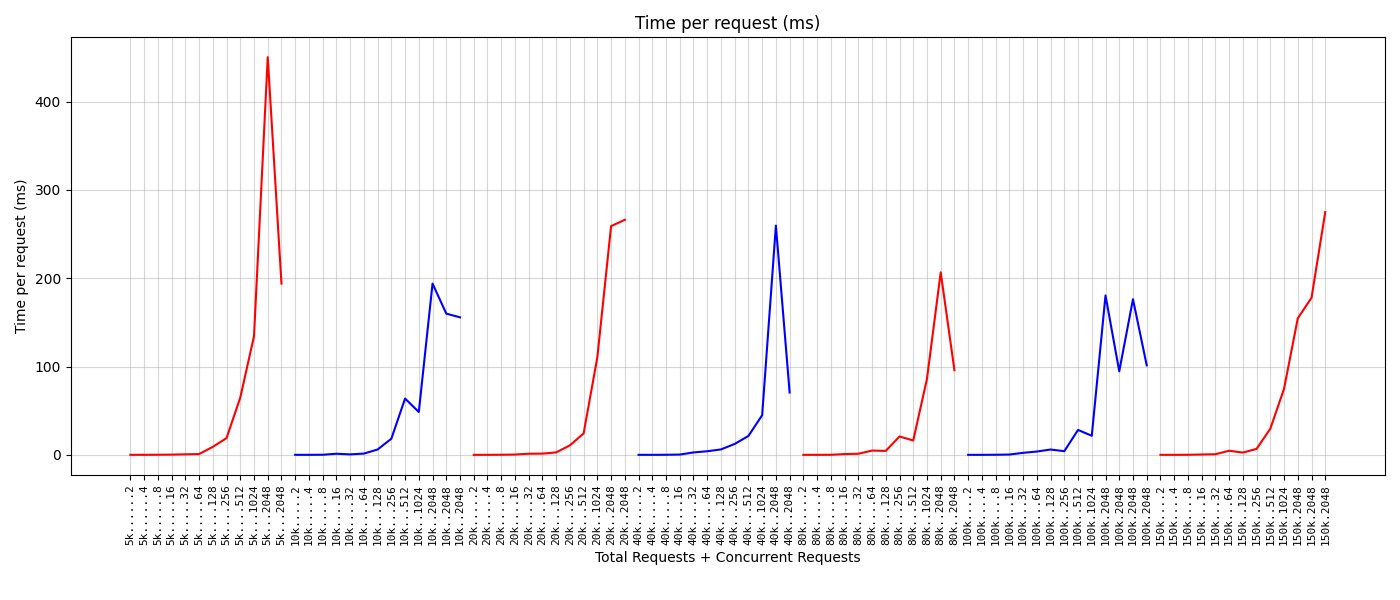 Time per request (ms)
Time per request (ms)
400
300
200
100
0
5k......2
5k......4
5k......8
5k.....16
5k.....32
5k.....64
5k....128
5k....256
5k....512
5k...1024
5k...2048
5k...2048
10k.....2
10k.....4
10k.....8
10k....16
10k....32
10k....64
10k...128
10k...256
10k...512
10k..1024
10k..2048
10k..2048
10k..2048
20k.....2
20k.....4
20k.....8
20k....16
20k....32
20k....64
20k...128
20k...256
20k...512
20k..1024
20k..2048
20k..2048
40k.....2
40k.....4
40k.....8
40k....16
40k....32
40k....64
40k...128
40k...256
40k...512
40k..1024
40k..2048
40k..2048
80k.....2
80k.....4
80k.....8
80k....16
80k....32
80k....64
80k...128
80k...256
80k...512
80k..1024
80k..2048
80k..2048
100k....2
100k....4
100k....8
100k...16
100k...32
100k...64
100k..128
100k..256
100k..512
100k.1024
100k.2048
100k.2048
100k.2048
100k.2048
150k....2
150k....4
150k....8
150k...16
150k...32
150k...64
150k..128
150k..256
150k..512
150k.1024
150k.2048
150k.2048
150k.2048
Total Requests + Concurrent Requests